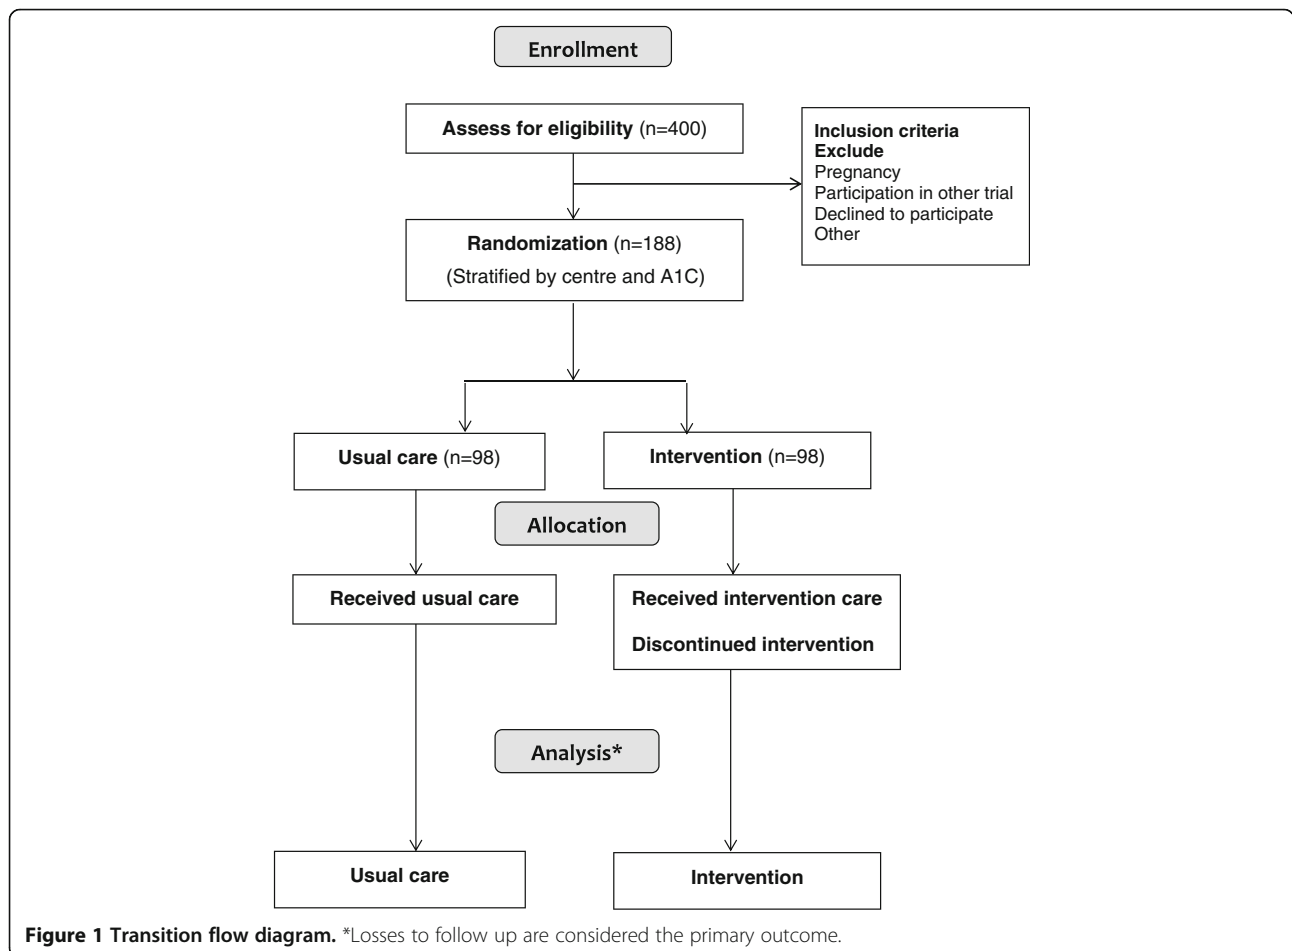 Enrollment
Assess for eligibility (n=400)
Inclusion criteria
Exclude
Pregnancy
Participation in other trial
Declined to participate
Other
Randomization (n=188)
(Stratified by centre and A1C)
Usual care (n=98)
Intervention (n=98)
Allocation
Received usual care
Received intervention care
Discontinued intervention
Analysis*
Usual care
Intervention
Figure 1 Transition flow diagram. *Losses to follow up are considered the primary outcome.